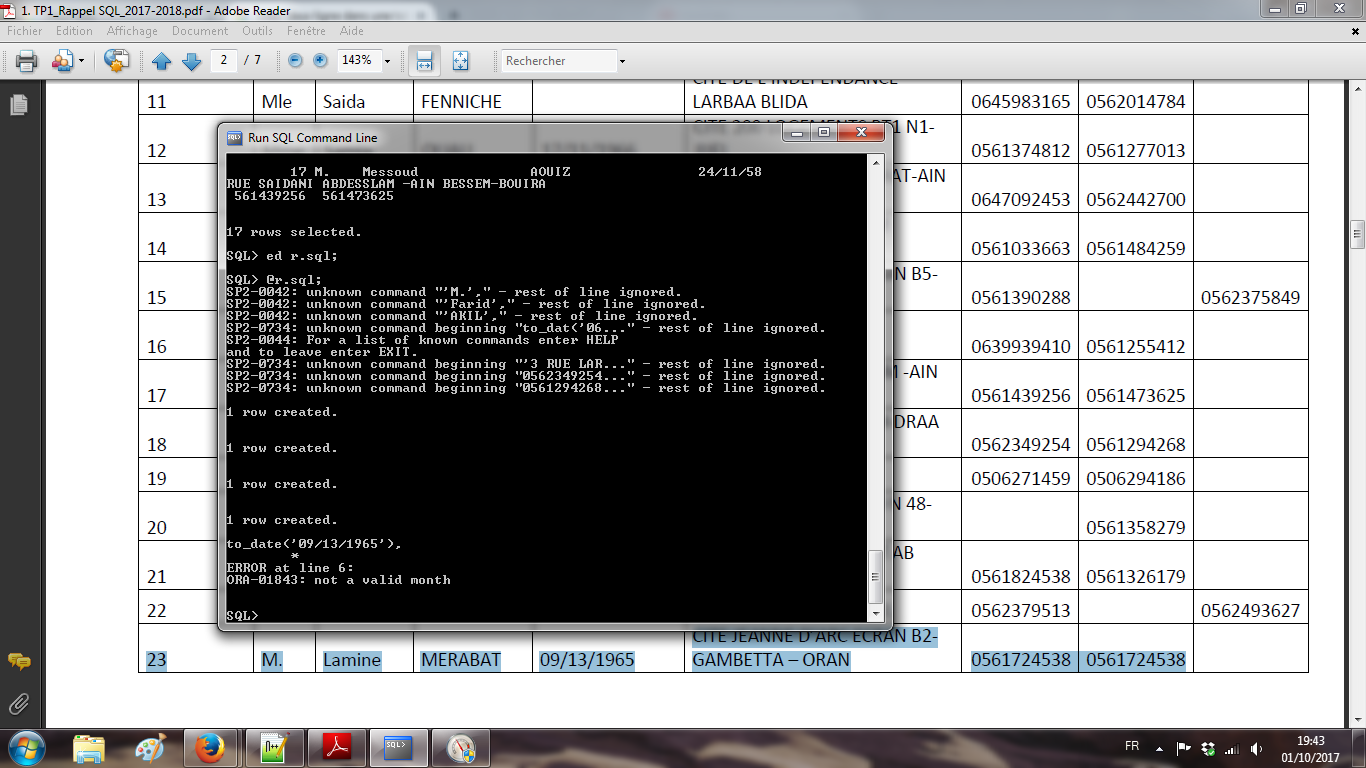 1. TP1_Rappel SQL_2017-2018.pdf - Adobe Reader
Fichier Edition Affichage Document Outils Fenêtre Aide
2 / 7 143% Rechercher
CITE DE L'INDEPENDANCE
11 Mle Saida FENNICHE LARBAA BLIDA 0645983165 0562014784
Run SQL Command Line
N1-
12 0561374812 0561277013
AT-AIN
13 0647092453 0562442700
14 0561033663 0561484259
N B5-
15 0561390288 0562375849
16 0639939410 0561255412
M -AIN
17 0561439256 0561473625
DRAA
18 0562349254 0561294268
19 0506271459 0506294186
N 48-
20 0561358279
AB
21 0561824538 0561326179
22 0562379513 0562493627
CITE JEANNE D'ARC ECRAN B2-
23 M. Lamine MERABAT 09/13/1965 GAMBETTA – ORAN 0561724538 0561724538
17 M. Messoud AOUIZ 24/11/58
RUE SAIDANI ABDESSLAM -AIN BESSEM-BOUIRA
561439256 561473625
17 rows selected.
SQL> ed r.sql;
SQL> @r.sql;
SP2-0042: unknown command "'M.'," - rest of line ignored.
SP2-0042: unknown command "'Farid'," - rest of line ignored.
SP2-0042: unknown command "'AKIL'," - rest of line ignored.
SP2-0734: unknown command beginning "to_dat('06..." - rest of line ignored.
SP2-0044: For a list of known commands enter HELP
and to leave enter EXIT.
SP2-0734: unknown command beginning "'3 RUE LAR..." - rest of line ignored.
SP2-0734: unknown command beginning "0562349254..." - rest of line ignored.
SP2-0734: unknown command beginning "0561294268..." - rest of line ignored.
1 row created.
1 row created.
1 row created.
1 row created.
to_date('09/13/1965'),
*
ERROR at line 6:
ORA-01843: not a valid month
SQL>
FR 19:43
01/10/2017